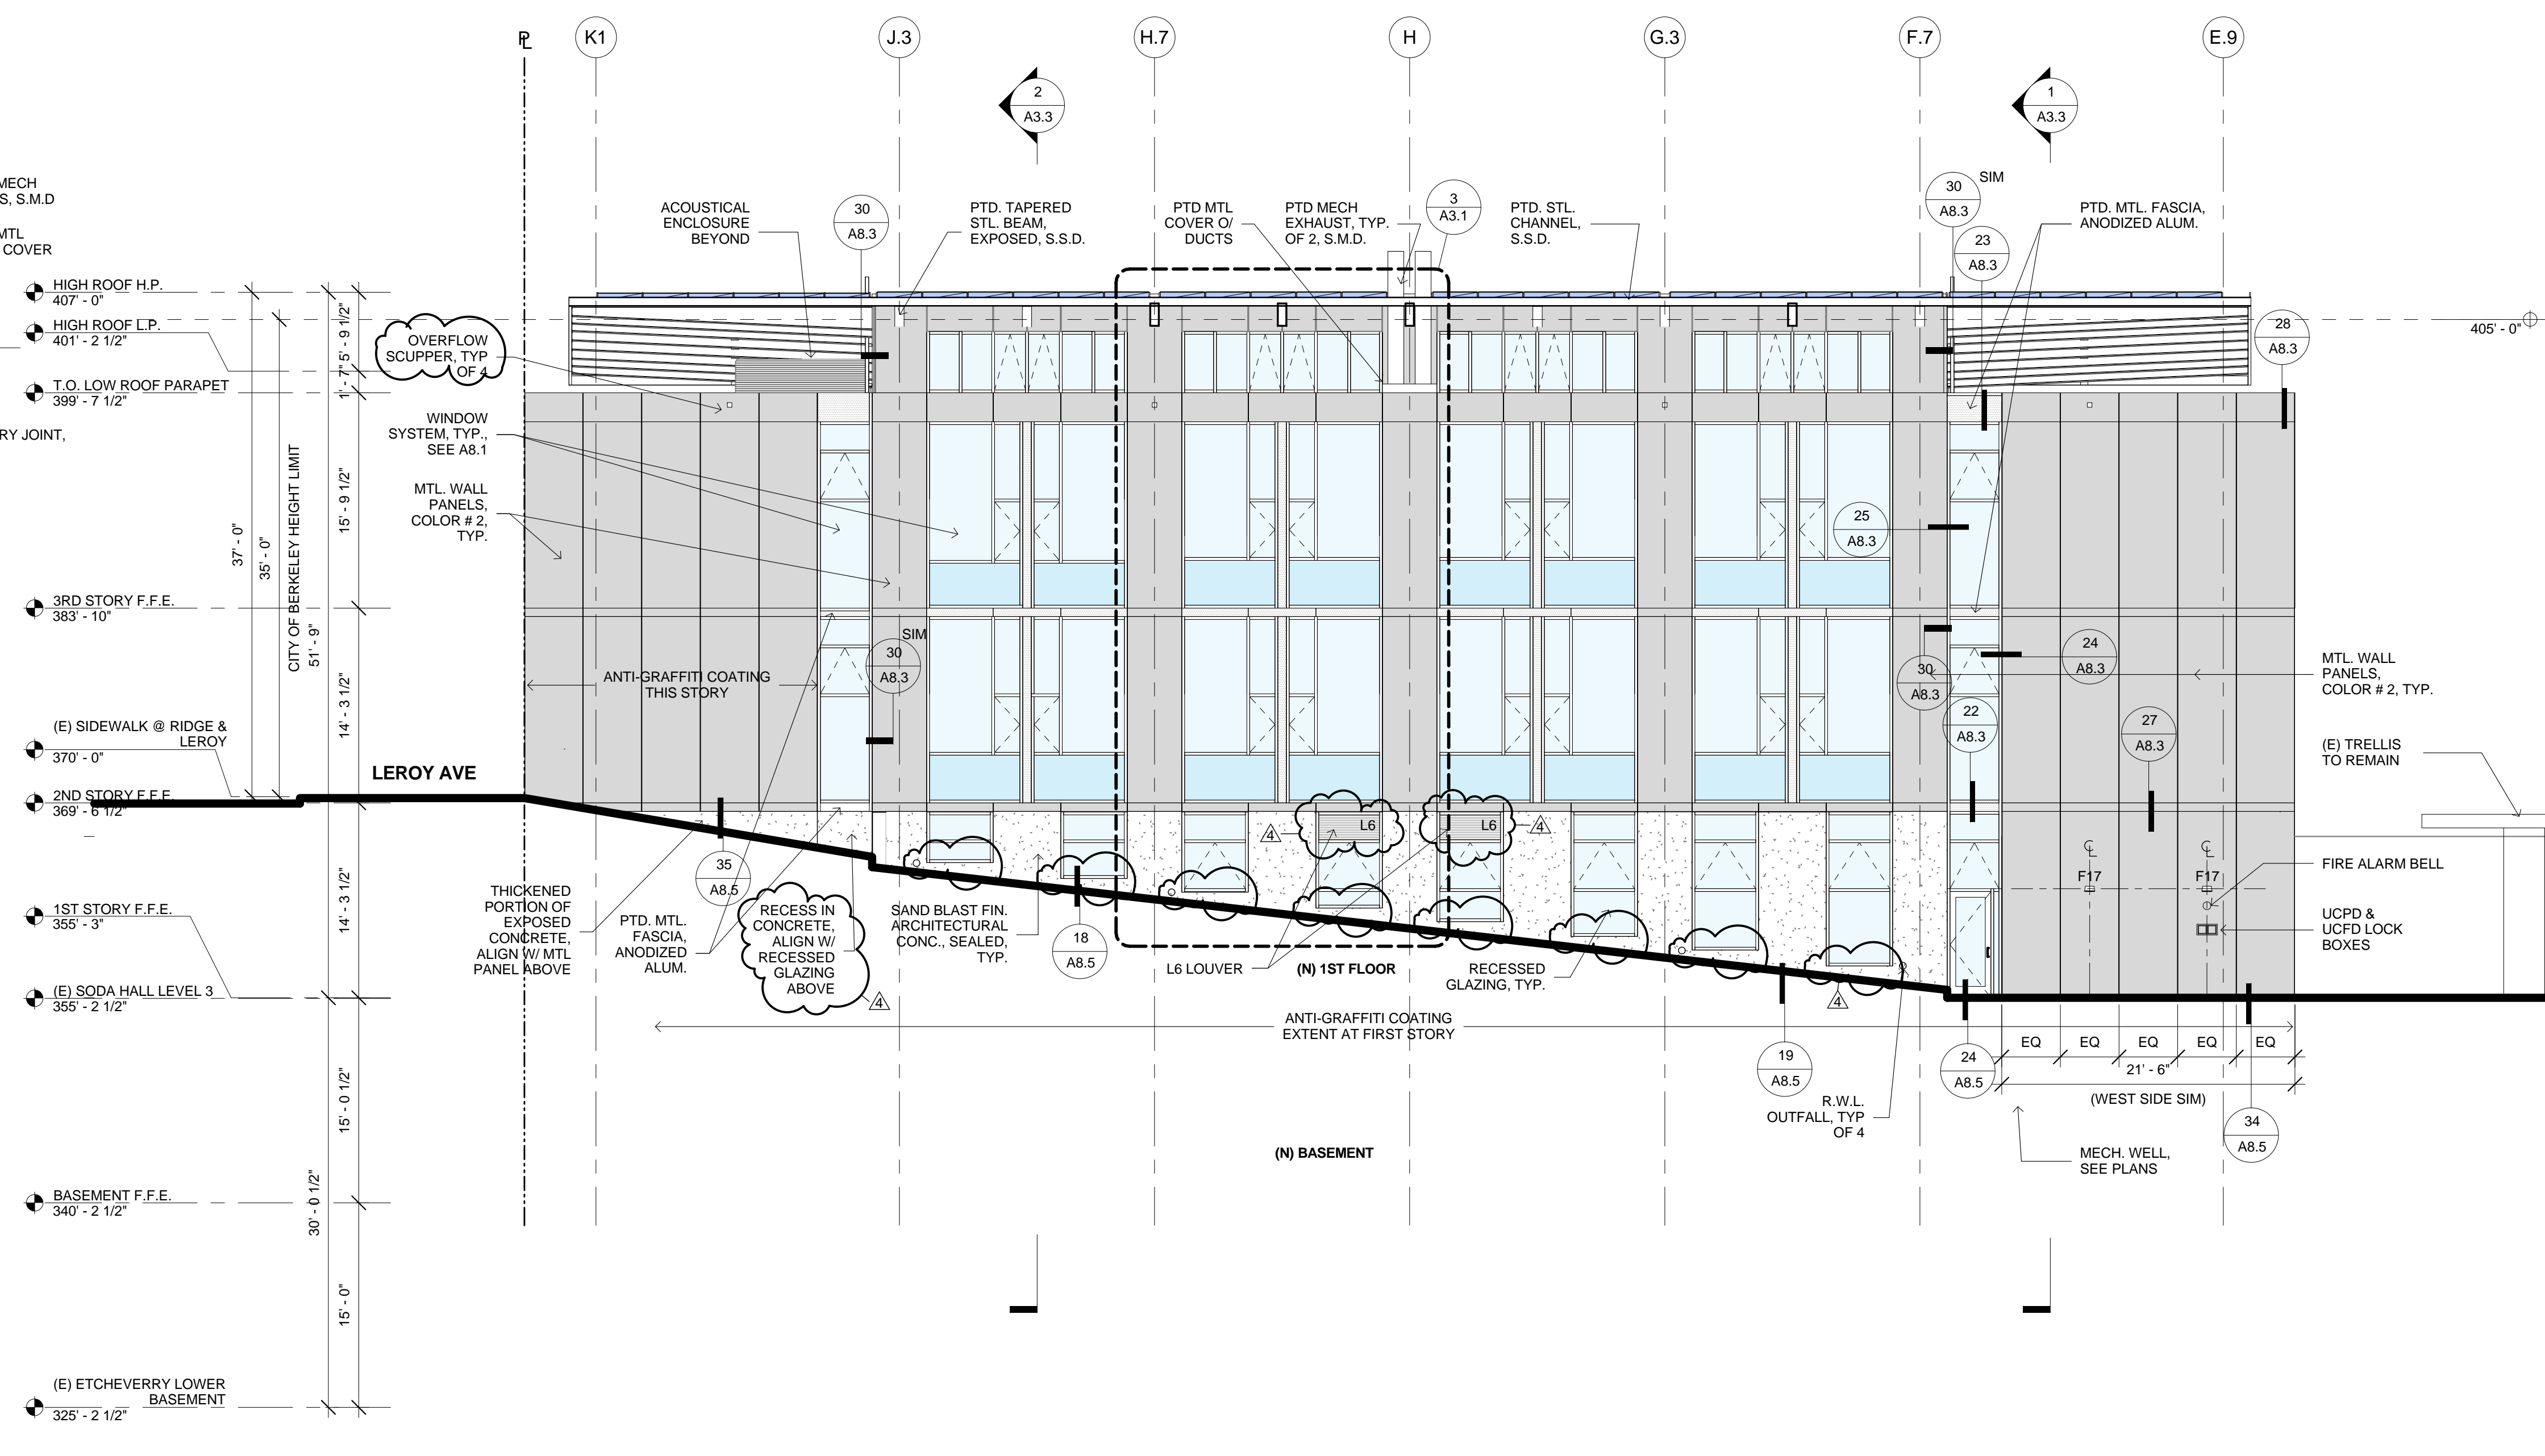 K1
J.3
H.7
H
G.3
F.7
E.9
2
A3.3
1
A3.3
MECH
S, S.M.D
MTL
COVER
ACOUSTICAL
ENCLOSURE
BEYOND
30
A8.3
PTD. TAPERED
STL. BEAM,
EXPOSED, S.S.D.
PTD MTL
COVER O/
DUCTS
PTD MECH
EXHAUST, TYP.
OF 2, S.M.D.
3
A3.1
PTD. STL.
CHANNEL,
S.S.D.
30
A8.3
SIM
23
A8.3
PTD. MTL. FASCIA,
ANODIZED ALUM.
HIGH ROOF H.P.
407' - 0"
HIGH ROOF L.P.
401' - 2 1/2"
T.O. LOW ROOF PARAPET
399' - 7 1/2"
RY JOINT,
OVERFLOW
SCUPPER, TYP
OF 4
5' - 9 1/2"
1' - 7"
28
A8.3
405' - 0"
WINDOW
SYSTEM, TYP.,
SEE A8.1
MTL. WALL
PANELS,
COLOR # 2,
TYP.
37' - 0"
35' - 0"
CITY OF BERKELEY HEIGHT LIMIT
51' - 9"
15' - 9 1/2"
25
A8.3
3RD STORY F.F.E.
383' - 10"
SIM
30
A8.3
ANTI-GRAFFITI COATING
THIS STORY
14' - 3 1/2"
30
A8.3
24
A8.3
22
A8.3
27
A8.3
MTL. WALL
PANELS,
COLOR # 2, TYP.
(E) SIDEWALK @ RIDGE &
LEROY
370' - 0"
LEROY AVE
(E) TRELLIS
TO REMAIN
2ND STORY F.F.E.
369' - 6 1/2"
L6
L6
4
4
35
A8.5
THICKENED
PORTION OF
EXPOSED
CONCRETE,
ALIGN W/ MTL
PANEL ABOVE
PTD. MTL.
FASCIA,
ANODIZED
ALUM.
RECESS IN
CONCRETE,
ALIGN W/
RECESSED
GLAZING
ABOVE
4
SAND BLAST FIN.
ARCHITECTURAL
CONC., SEALED,
TYP.
18
A8.5
L6 LOUVER
(N) 1ST FLOOR
RECESSED
GLAZING, TYP.
4
F17
F17
FIRE ALARM BELL
UCPD &
UCFD LOCK
BOXES
1ST STORY F.F.E.
355' - 3"
14' - 3 1/2"
(E) SODA HALL LEVEL 3
355' - 2 1/2"
ANTI-GRAFFITI COATING
EXTENT AT FIRST STORY
19
A8.5
24
A8.5
EQ
EQ
EQ
EQ
EQ
21' - 6"
(WEST SIDE SIM)
34
A8.5
R.W.L.
OUTFALL, TYP
OF 4
MECH. WELL,
SEE PLANS
15' - 0 1/2"
(N) BASEMENT
BASEMENT F.F.E.
340' - 2 1/2"
30' - 0 1/2"
15' - 0"
(E) ETCHEVERRY LOWER
BASEMENT
325' - 2 1/2"